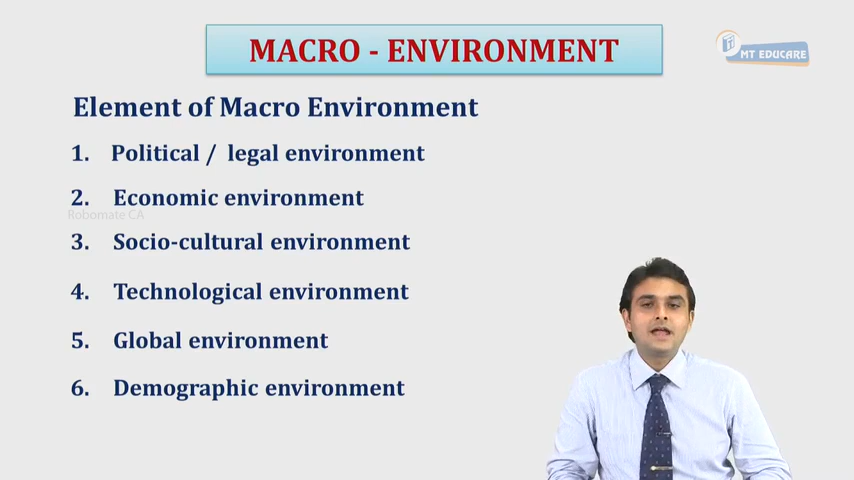 MACRO - ENVIRONMENT
MT EDUCARE
Element of Macro Environment
1. Political / legal environment
2. Economic environment
Robomate CA
3. Socio-cultural environment
4. Technological environment
5. Global environment
6. Demographic environment